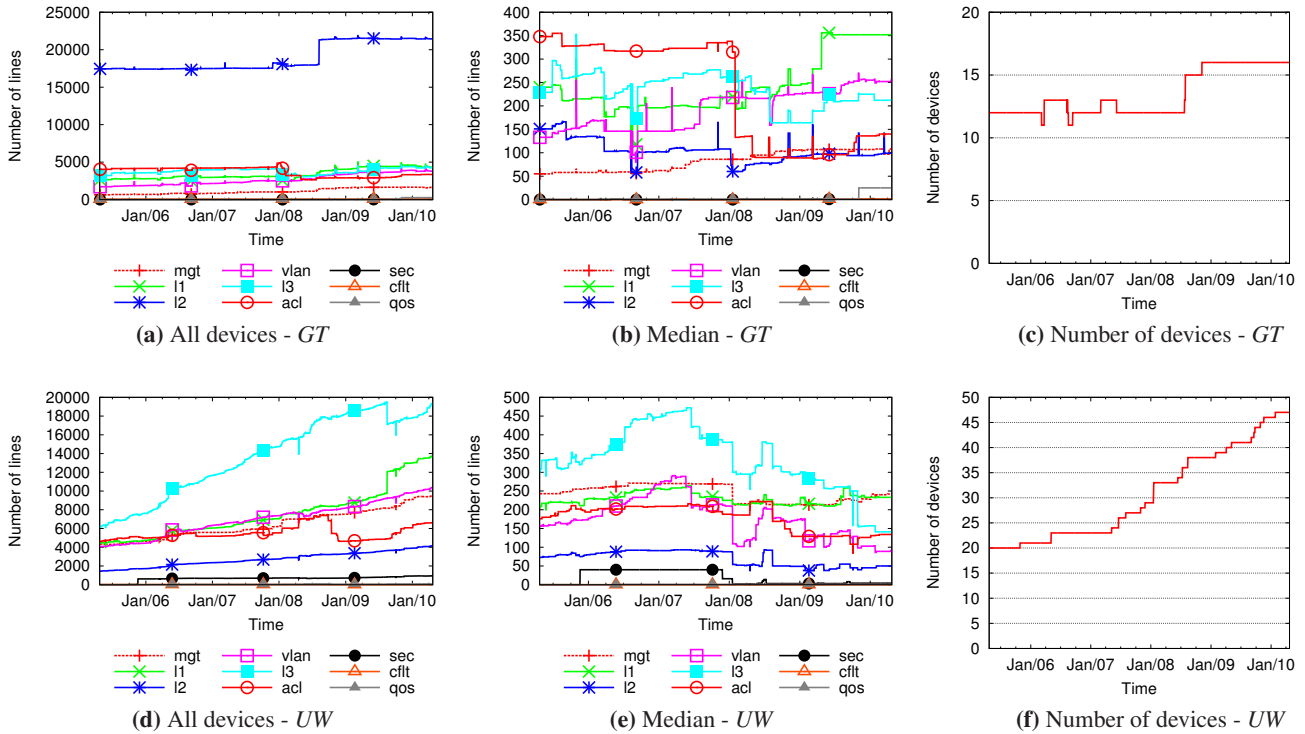 25000
20000
15000
10000
5000
0
Number of lines
Jan/06 Jan/07 Jan/08 Jan/09 Jan/10
Time
mgt vlan sec
l1 l3 cflt
l2 acl qos
(a) All devices - GT
400
350
300
250
200
150
100
50
0
Number of lines
Jan/06 Jan/07 Jan/08 Jan/09 Jan/10
Time
mgt vlan sec
l1 l3 cflt
l2 acl qos
(b) Median - GT
20
15
10
5
0
Number of devices
Jan/06 Jan/07 Jan/08 Jan/09 Jan/10
Time
(c) Number of devices - GT
20000
18000
16000
14000
12000
10000
8000
6000
4000
2000
0
Number of lines
Jan/06 Jan/07 Jan/08 Jan/09 Jan/10
Time
mgt vlan sec
l1 l3 cflt
l2 acl qos
(d) All devices - UW
500
450
400
350
300
250
200
150
100
50
0
Number of lines
Jan/06 Jan/07 Jan/08 Jan/09 Jan/10
Time
mgt vlan sec
l1 l3 cflt
l2 acl qos
(e) Median - UW
50
45
40
35
30
25
20
15
10
5
0
Number of devices
Jan/06 Jan/07 Jan/08 Jan/09 Jan/10
Time
(f) Number of devices - UW